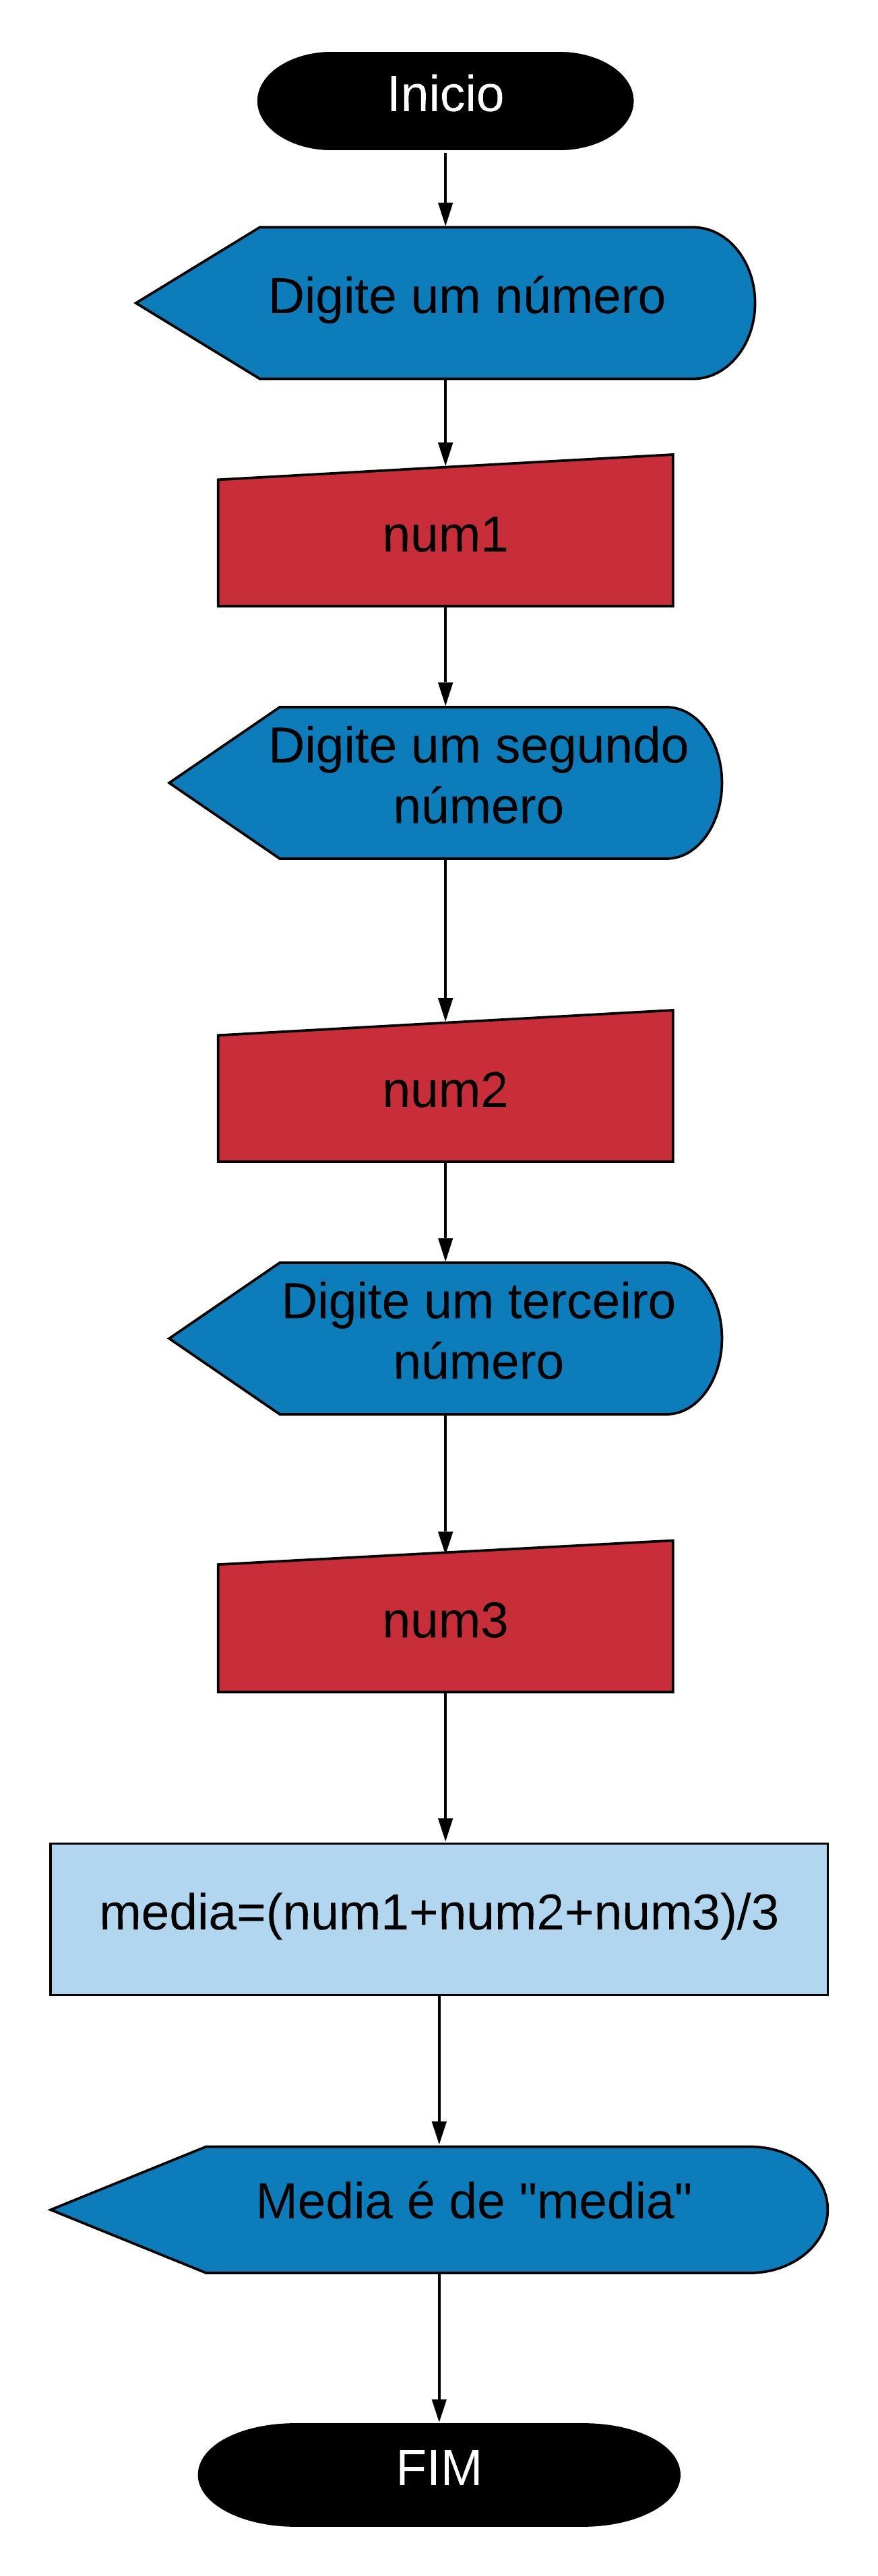 Inicio
Digite um número
num1
Digite um segundo
número
num2
Digite um terceiro
número
num3
media=(num1+num2+num3)/3
Media é de "media"
FIM